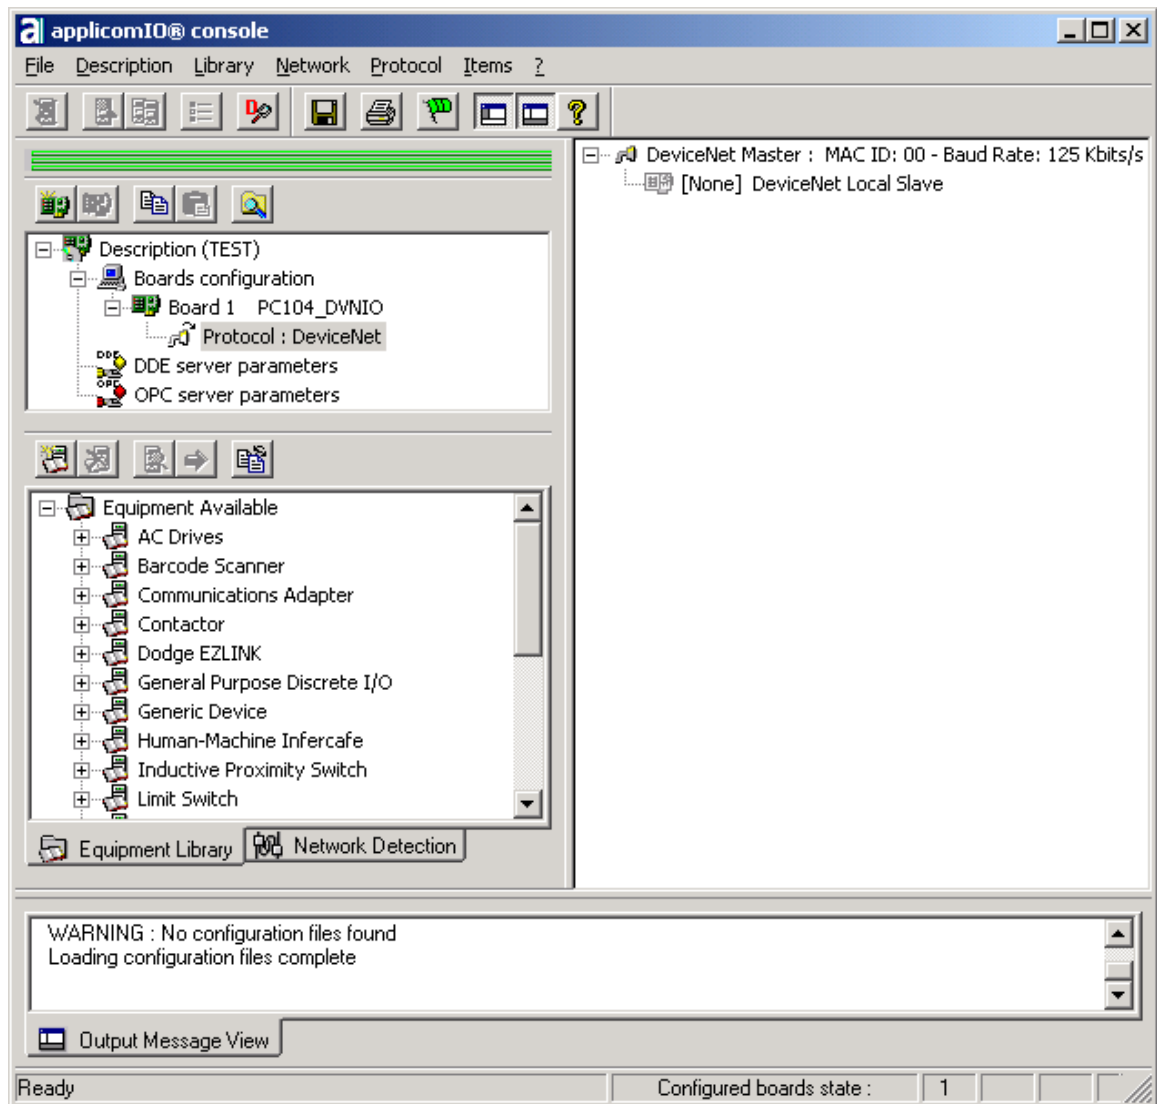 applicomIO® console
File Description Library Network Protocol Items ?
DeviceNet Master : MAC ID: 00 - Baud Rate: 125 Kbits/s
[None] DeviceNet Local Slave
Description (TEST)
Boards configuration
Board 1 PC104_DVNIO
Protocol : DeviceNet
DDE
DDE server parameters
OPC
OPC server parameters
Equipment Available
AC Drives
Barcode Scanner
Communications Adapter
Contactor
Dodge EZLINK
General Purpose Discrete I/O
Generic Device
Human-Machine Infercafe
Inductive Proximity Switch
Limit Switch
Equipment Library Network Detection
WARNING : No configuration files found
Loading configuration files complete
Output Message View
Ready Configured boards state : 1